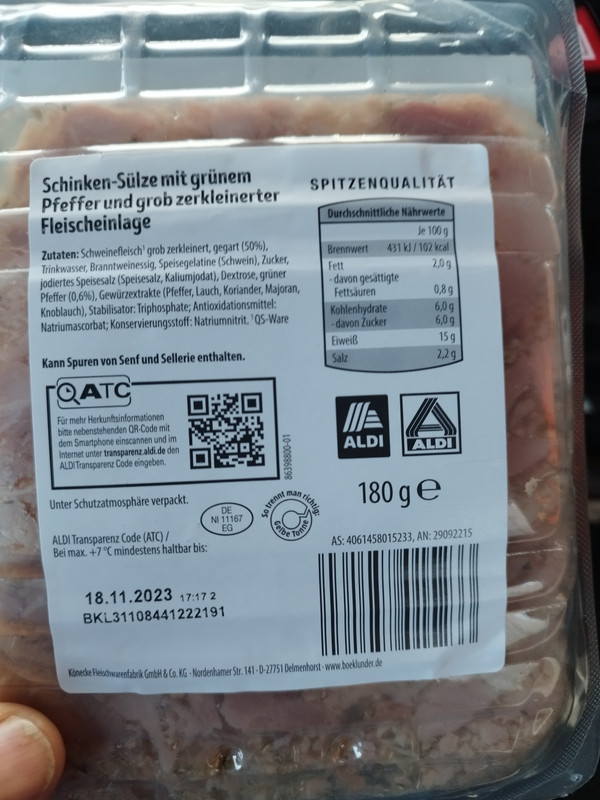 Schinken-Sülze mit grünem
Pfeffer und grob zerkleinerter
Fleischeinlage
Zutaten: Schweinefleisch¹ grob zerkleinert, gegart (50%),
Trinkwasser, Branntweinessig, Speisegelatine (Schwein), Zucker,
jodiertes Speisesalz (Speisesalz, Kaliumjodat), Dextrose, grüner
Pfeffer (0,6%), Gewürzextrakte (Pfeffer, Lauch, Koriander, Majoran,
Knoblauch), Stabilisator: Triphosphate; Antioxidationsmittel:
Natriumascorbat; Konservierungsstoff: Natriumnitrit. ¹QS-Ware
Kann Spuren von Senf und Sellerie enthalten.
SPITZENQUALITÄT
Durchschnittliche Nährwerte
Je 100 g
Brennwert 431 kJ / 102 kcal
Fett 2,0 g
- davon gesättigte
Fettsäuren 0,8 g
Kohlenhydrate 6,0 g
- davon Zucker 6,0 g
Eiweiß 15 g
Salz 2,2 g
ATC
Für mehr Herkunftsinformationen
bitte nebenstehenden QR-Code mit
dem Smartphone einscannen und im
Internet unter transparenz.aldi.de den
ALDI Transparenz Code eingeben.
86398800-01
ALDI
ALDI
180 g e
Unter Schutzatmosphäre verpackt.
DE
NI 11167
EG
So trennt man richtig:
Gelbe Tonne
ALDI Transparenz Code (ATC) /
Bei max. +7 °C mindestens haltbar bis:
AS: 4061458015233, AN: 29092215
18.11.2023 17:17 2
BKL31108441222191
Könecke Fleischwarenfabrik GmbH & Co. KG · Nordenhamer Str. 141 · D-27751 Delmenhorst · www.boeklunder.de